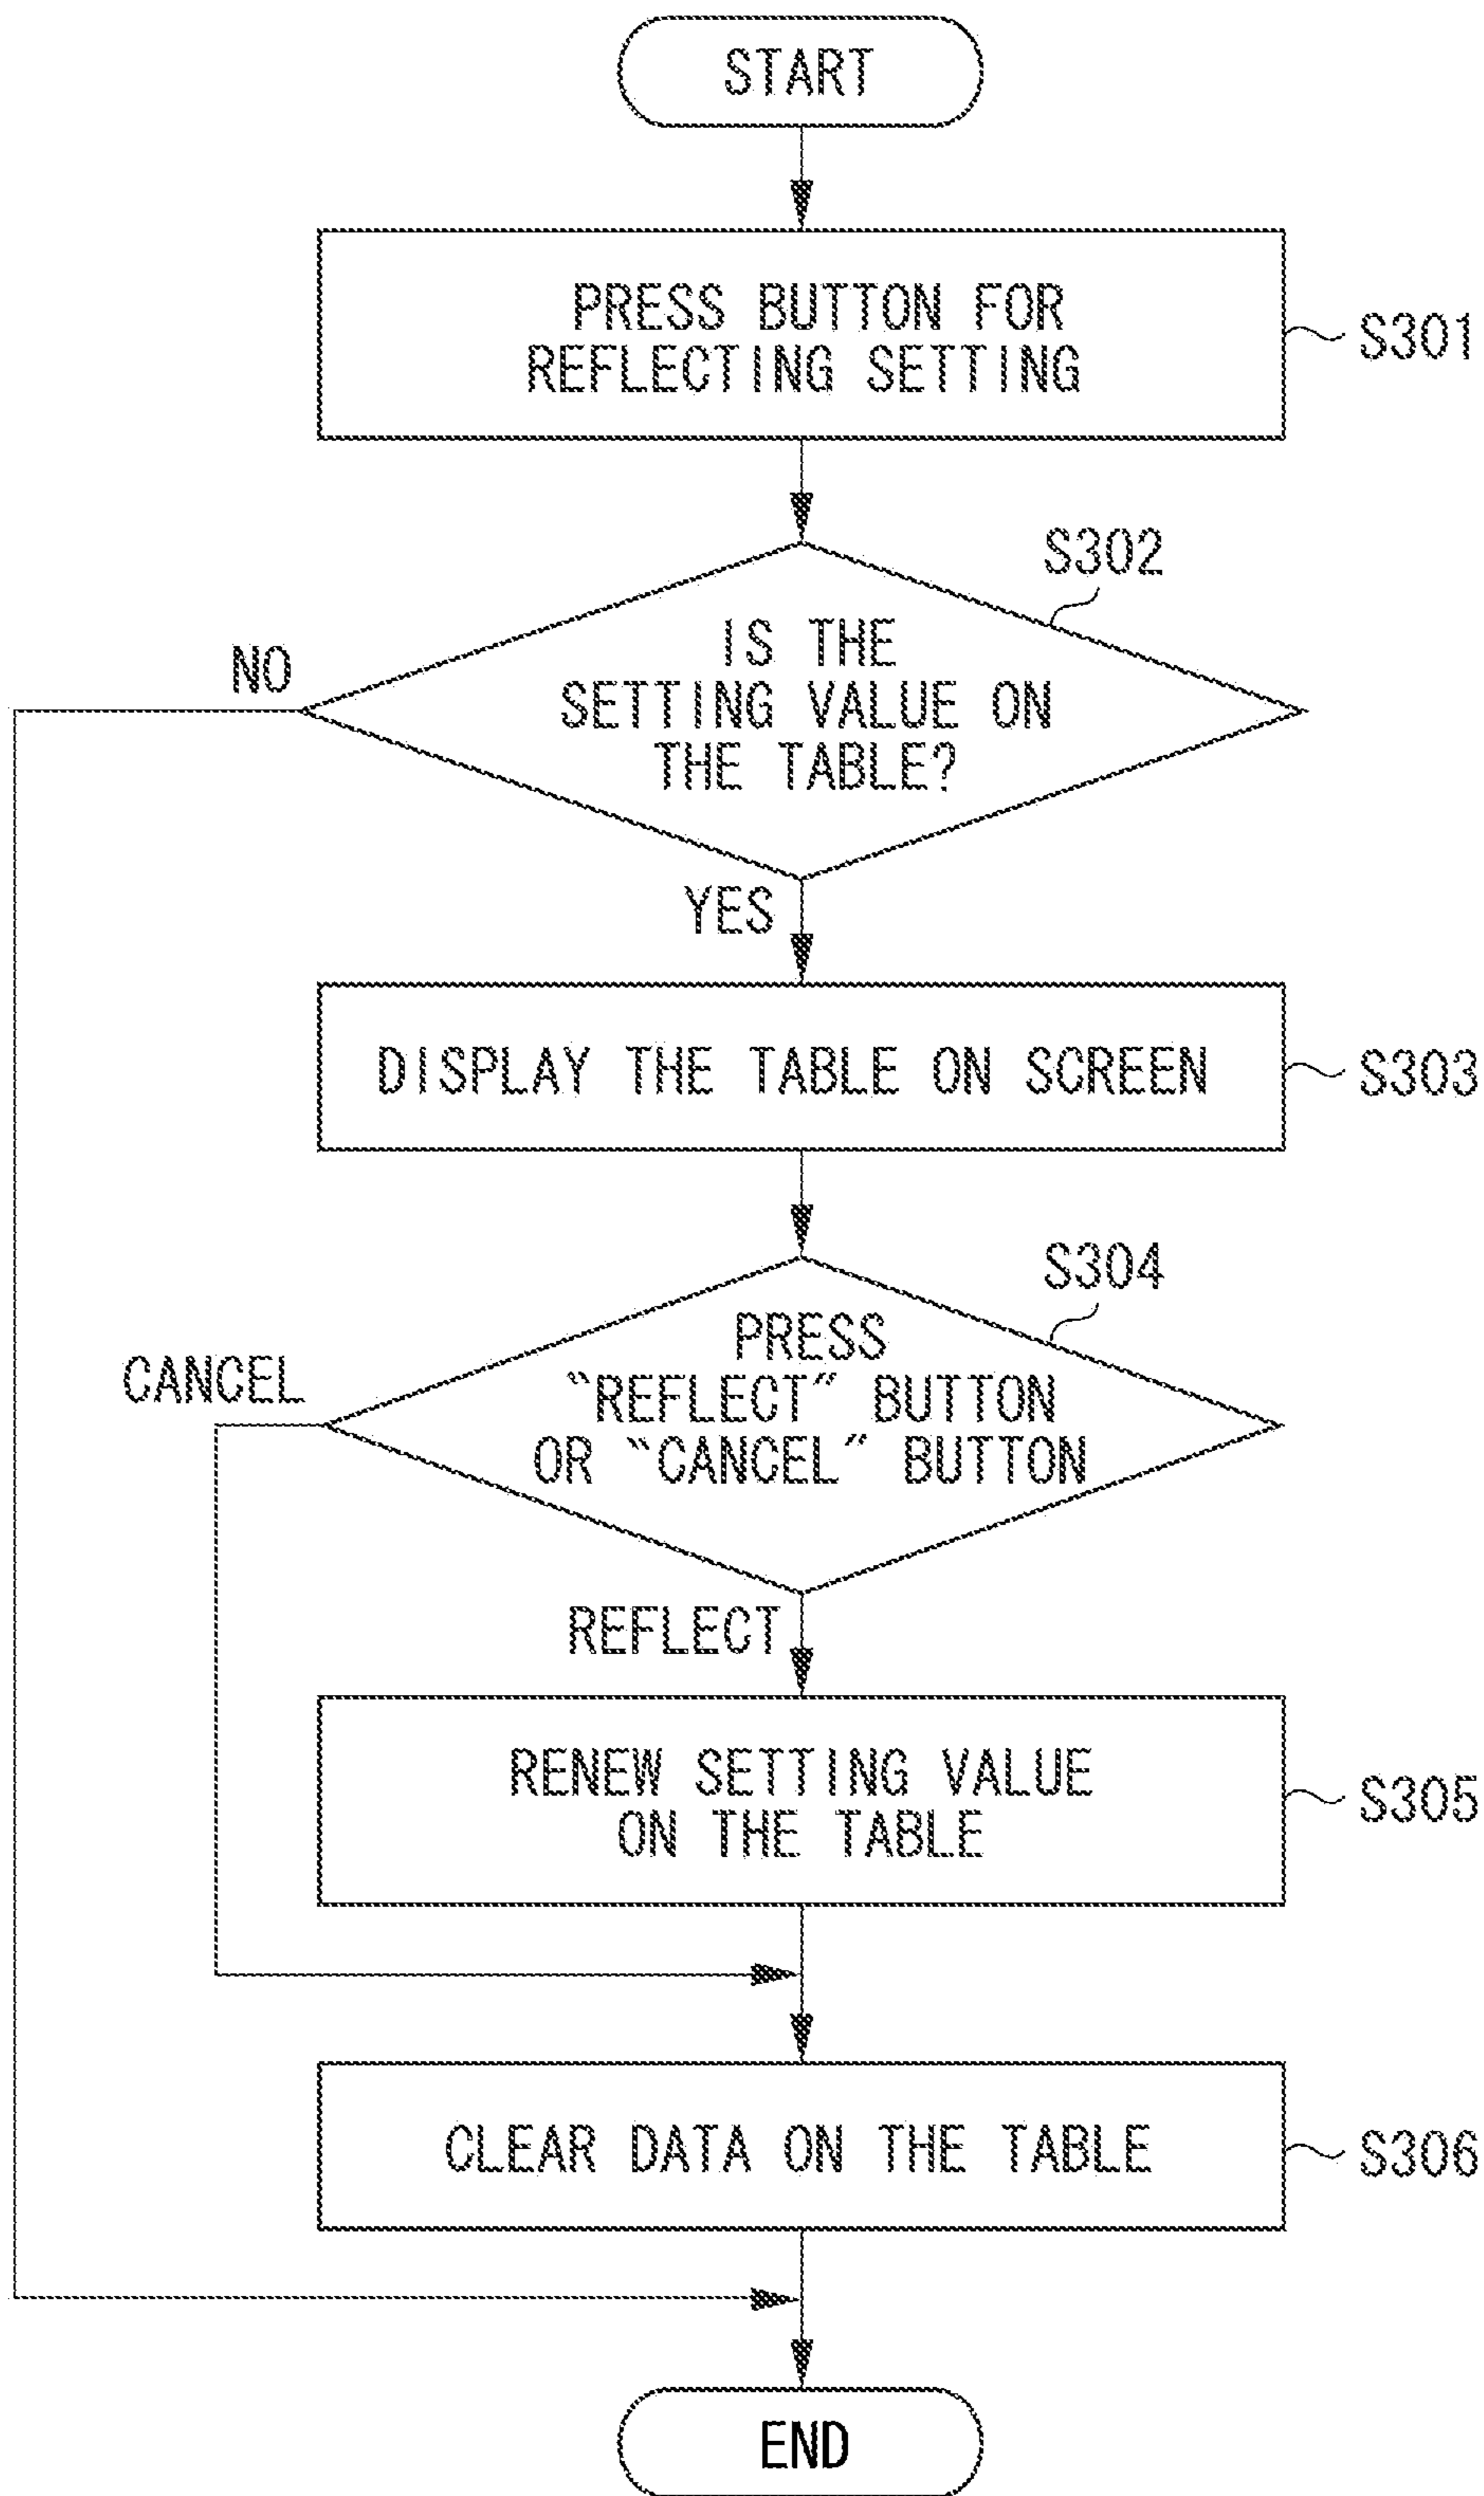 START
PRESS BUTTON FOR
REFLECTING SETTING
S301
S302
IS THE
SETTING VALUE ON
THE TABLE?
NO
YES
DISPLAY THE TABLE ON SCREEN
S303
S304
PRESS
“REFLECT” BUTTON
OR “CANCEL” BUTTON
CANCEL
REFLECT
RENEW SETTING VALUE
ON THE TABLE
S305
CLEAR DATA ON THE TABLE
S306
END